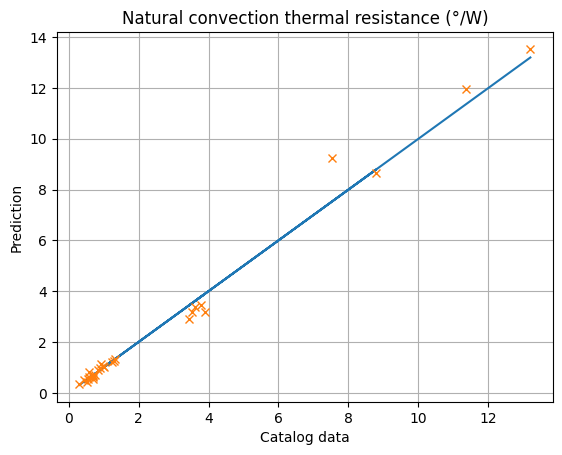 Natural convection thermal resistance (°/W)
14
12
10
8
6
4
2
0
Prediction
0 2 4 6 8 10 12
Catalog data